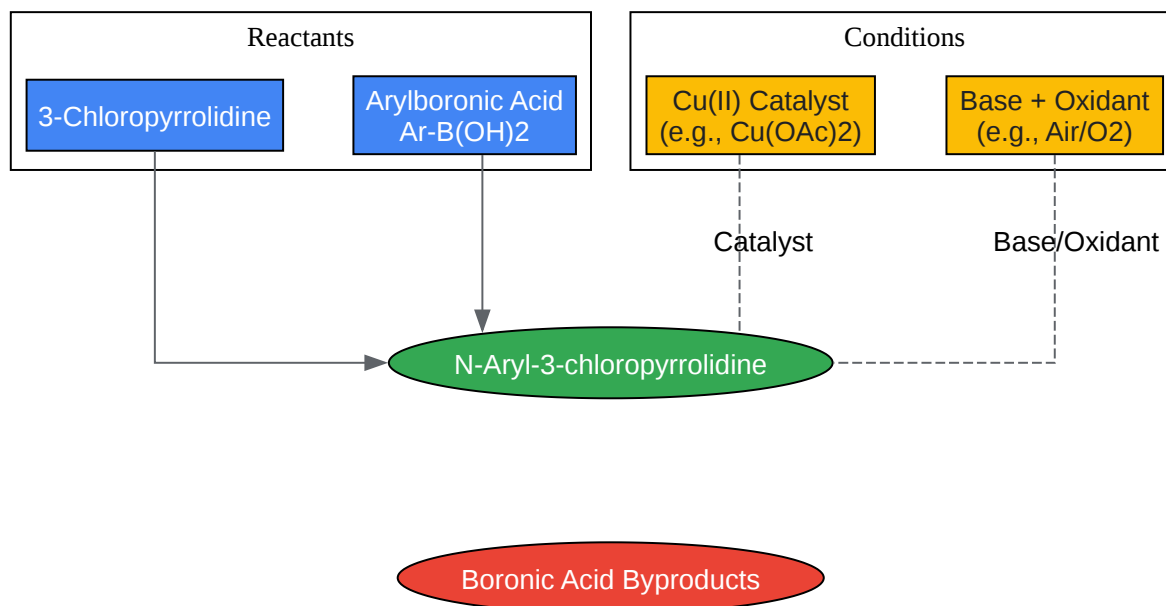 Reactants
Conditions
3-Chloropyrrolidine
Arylboronic Acid
Ar-B(OH)2
Cu(II) Catalyst
(e.g., Cu(OAc)2)
Base + Oxidant
(e.g., Air/O2)
Catalyst
Base/Oxidant
N-Aryl-3-chloropyrrolidine
Boronic Acid Byproducts